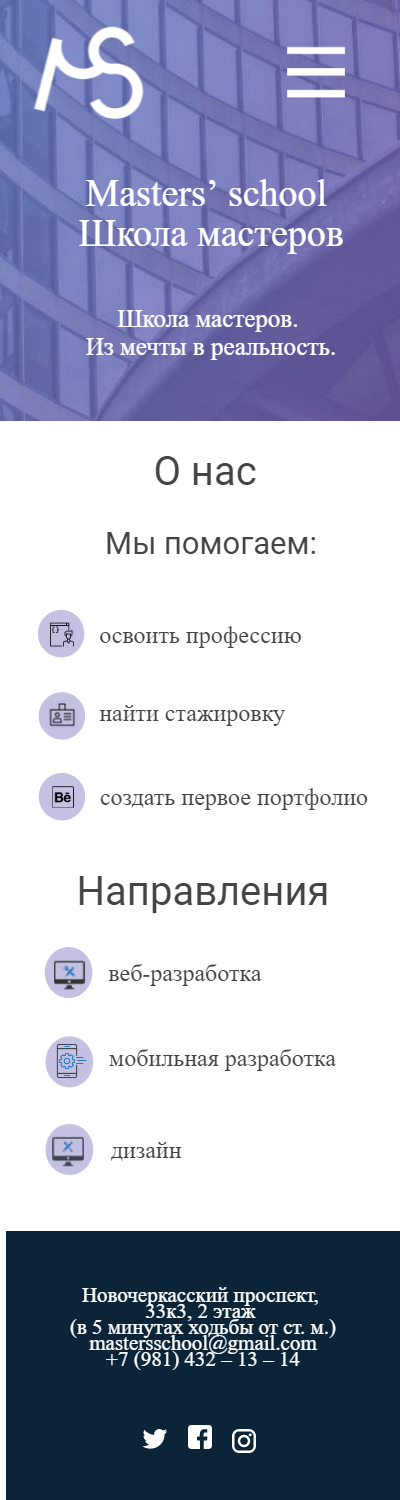 MS
Masters’ school
Школа мастеров
Школа мастеров.
Из мечты в реальность.
О нас
Мы помогаем:
освоить профессию
найти стажировку
Bē
создать первое портфолио
Направления
веб-разработка
мобильная разработка
дизайн
Новочеркасский проспект,
33к3, 2 этаж
(в 5 минутах ходьбы от ст. м.)
mastersschool@gmail.com
+7 (981) 432 – 13 – 14